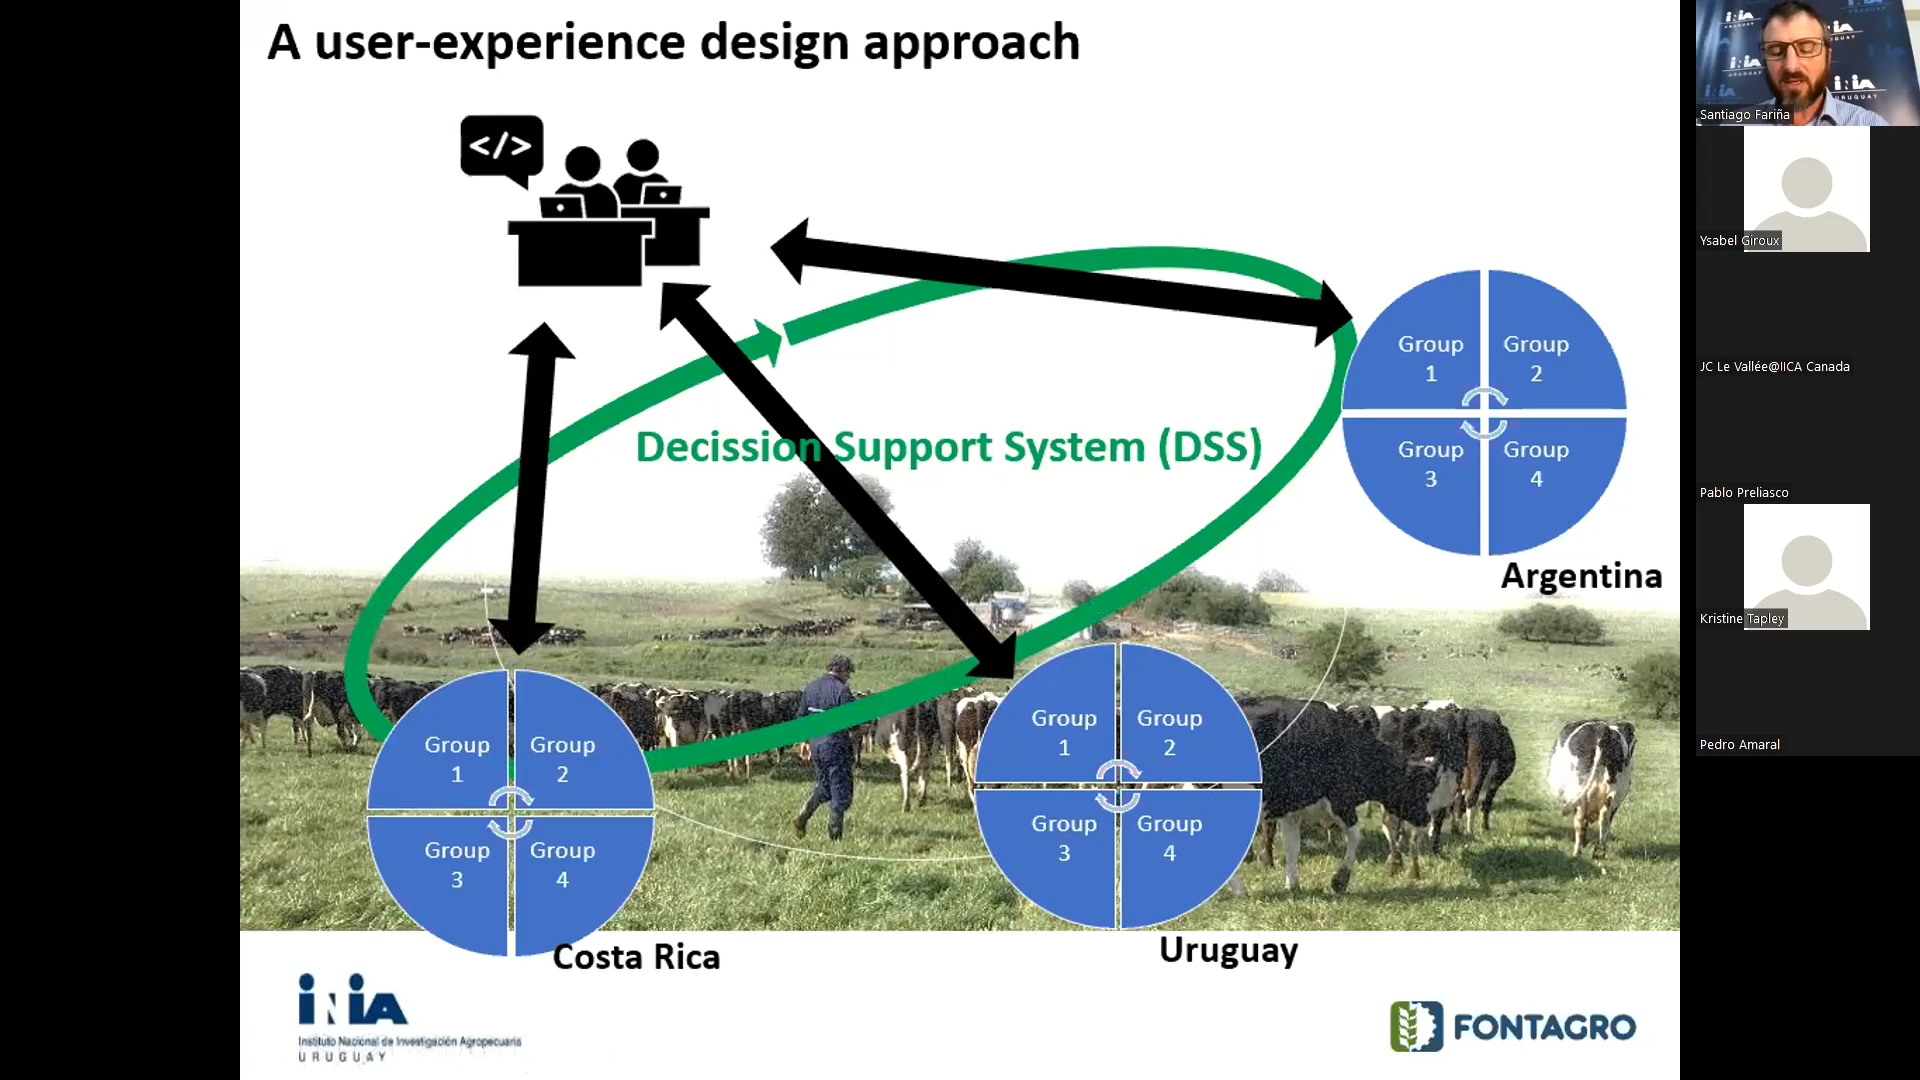 A user-experience design approach
</>
Decission Support System (DSS)
Group
1
Group
2
Group
3
Group
4
Argentina
Group
1
Group
2
Group
3
Group
4
Costa Rica
Group
1
Group
2
Group
3
Group
4
Uruguay
INIA
Instituto Nacional de Investigación Agropecuaria
URUGUAY
FONTAGRO
INIA
URUGUAY
Santiago Fariña
Ysabel Giroux
JC Le Vallée@IICA Canada
Pablo Preliasco
Kristine Tapley
Pedro Amaral